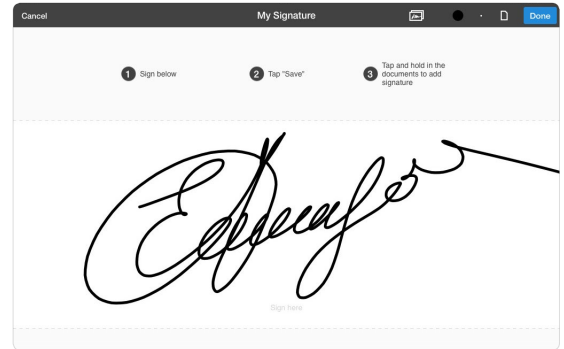 Cancel My Signature Done
1 Sign below 2 Tap "Save" 3 Tap and hold in the
documents to add
signature
Sign here